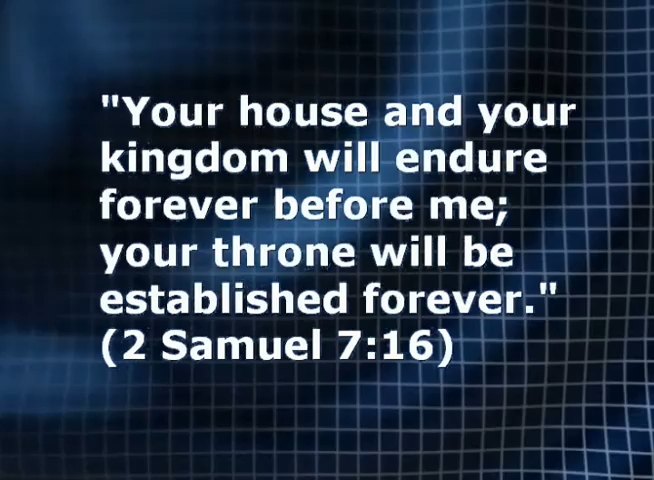 "Your house and your
kingdom will endure
forever before me;
your throne will be
established forever."
(2 Samuel 7:16)